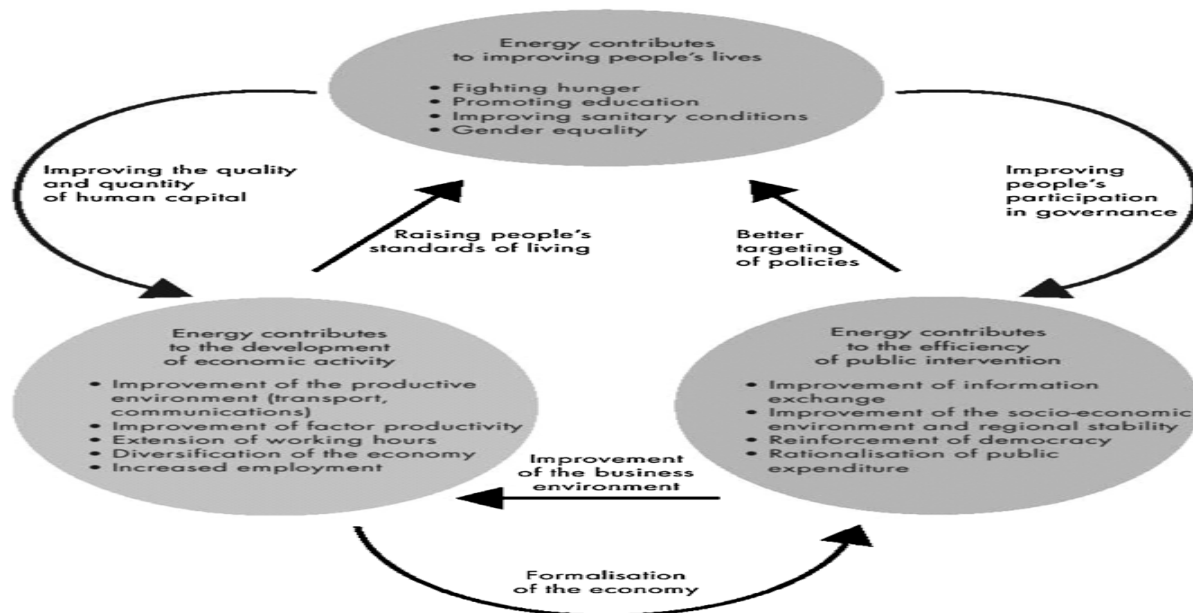 Energy contributes
to improving people's lives
• Fighting hunger
• Promoting education
• Improving sanitary conditions
• Gender equality
Improving the quality
and quantity
of human capital
Improving
people's
participation
in governance
Raising people's
standards of living
Better
targeting
of policies
Energy contributes
to the development
of economic activity
• Improvement of the productive
environment (transport,
communications)
• Improvement of factor productivity
• Extension of working hours
• Diversification of the economy
• Increased employment
Energy contributes
to the efficiency
of public intervention
• Improvement of information
exchange
• Improvement of the socio-economic
environment and regional stability
• Reinforcement of democracy
• Rationalisation of public
expenditure
Improvement
of the business
environment
Formalisation
of the economy